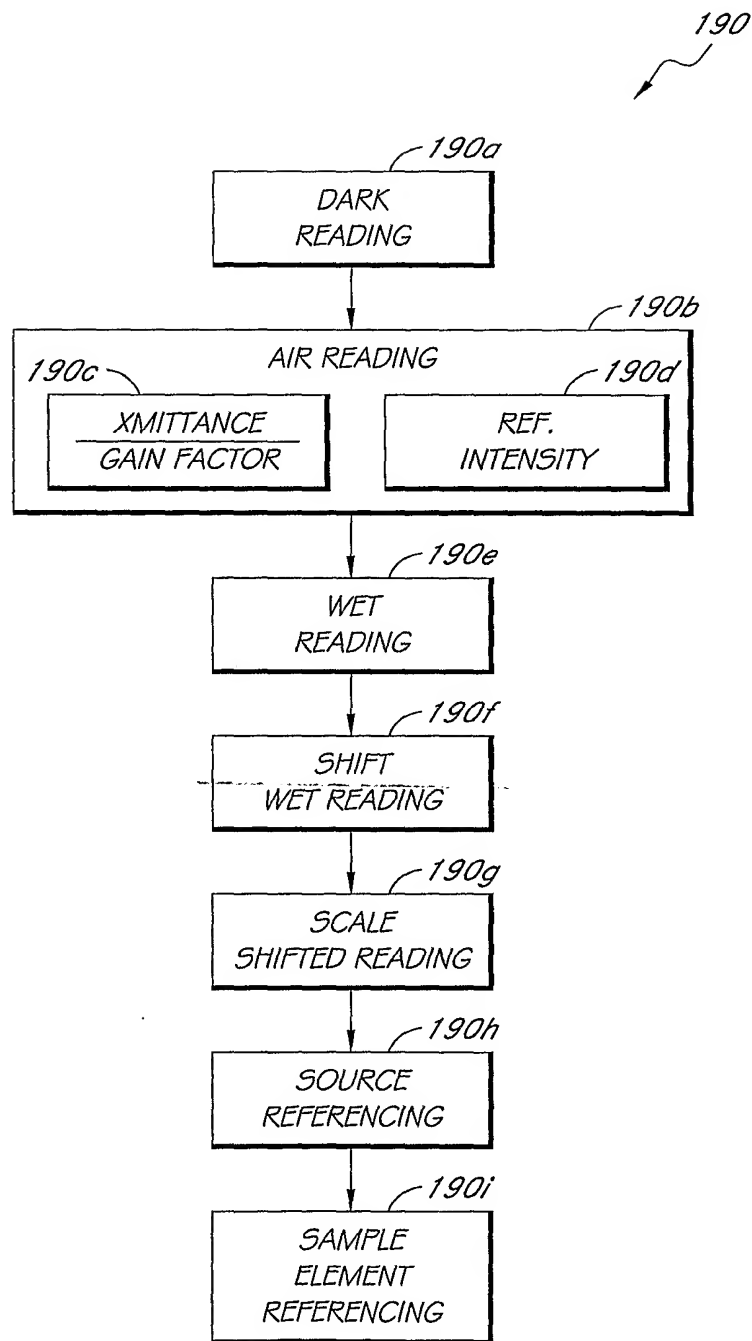 190
190a
DARK
READING
190b
AIR READING
190c
190d
XMITTANCE
GAIN FACTOR
REF.
INTENSITY
190e
WET
READING
190f
SHIFT
WET READING
190g
SCALE
SHIFTED READING
190h
SOURCE
REFERENCING
190i
SAMPLE
ELEMENT
REFERENCING